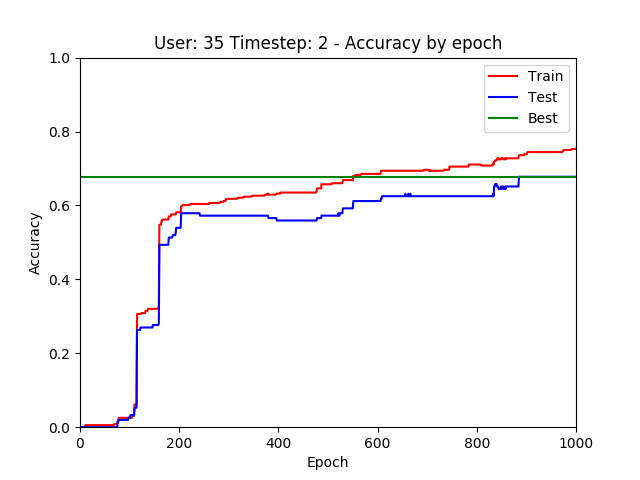 User: 35 Timestep: 2 - Accuracy by epoch
1.0
0.8
0.6
0.4
0.2
0.0
Accuracy
Train
Test
Best
0 200 400 600 800 1000
Epoch